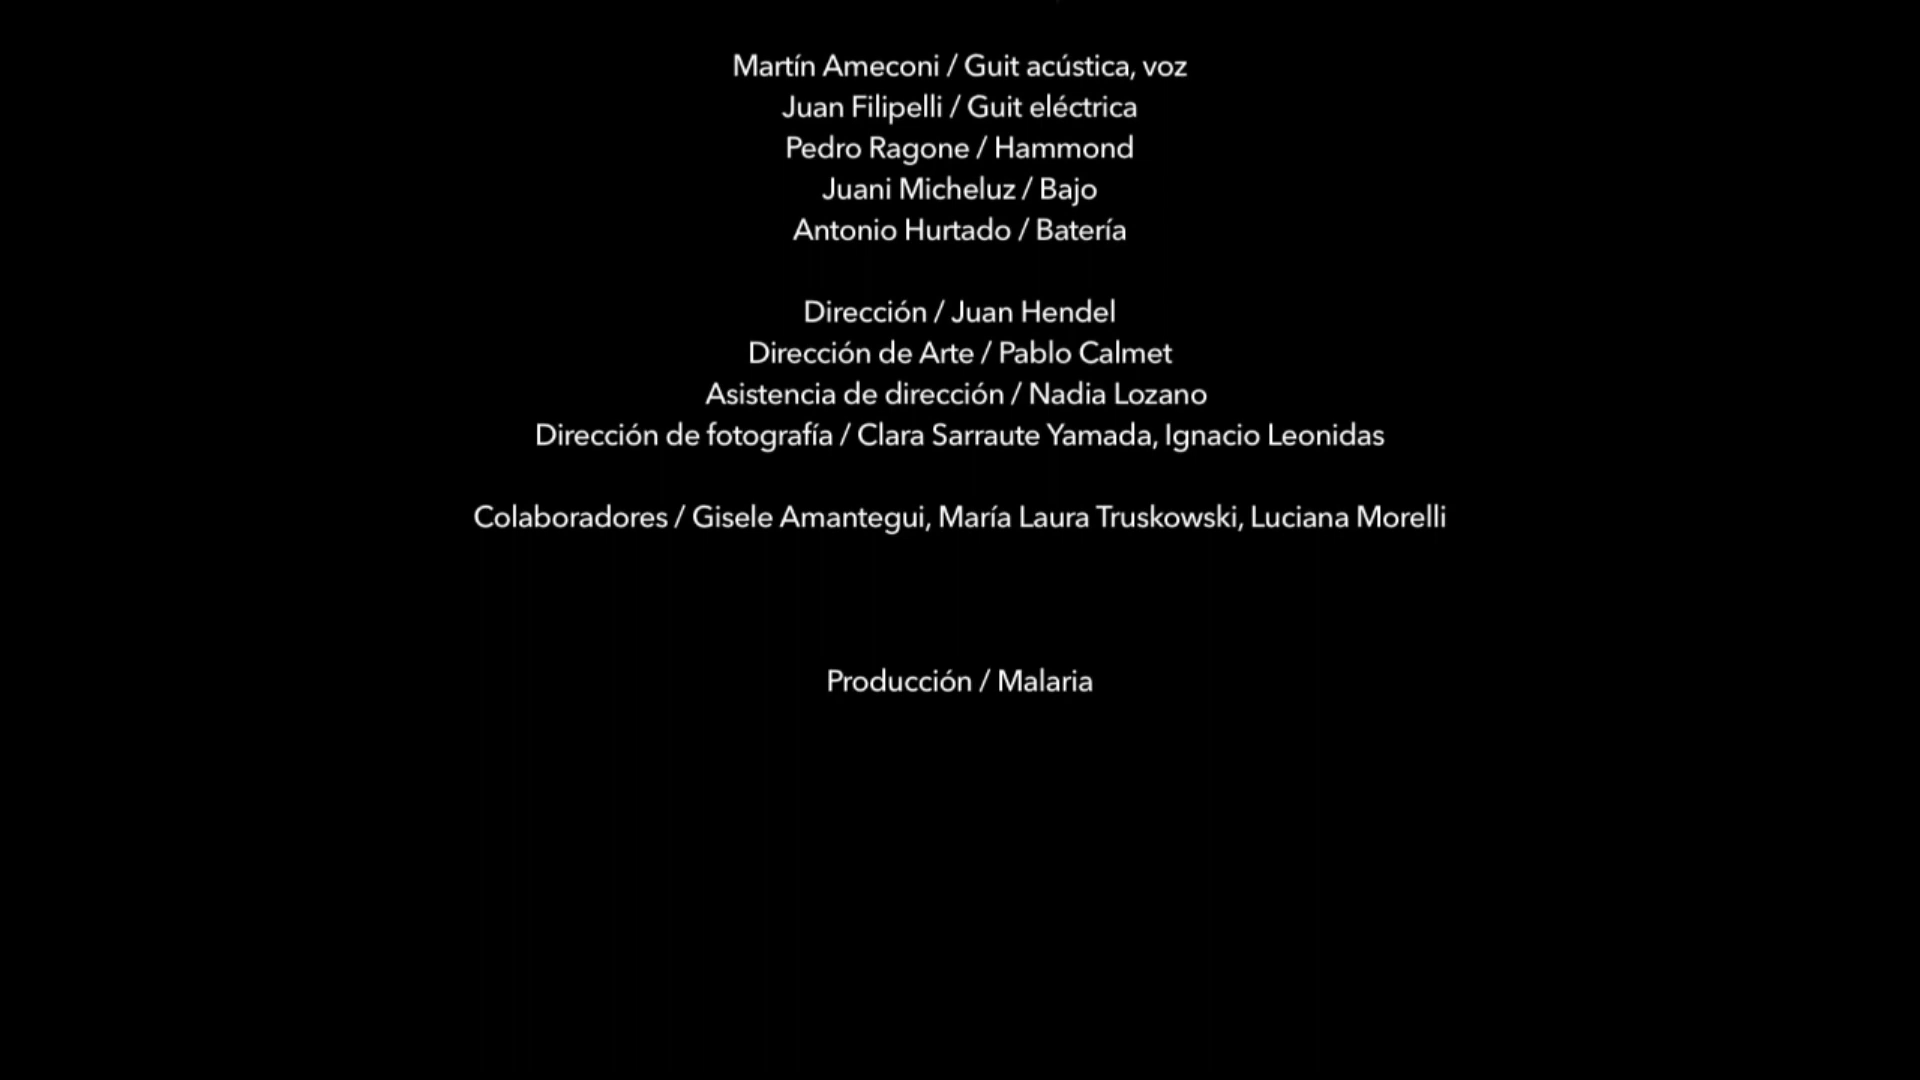 Martín Ameconi / Guit acústica, voz
Juan Filipelli / Guit eléctrica
Pedro Ragone / Hammond
Juani Micheluz / Bajo
Antonio Hurtado / Batería
Dirección / Juan Hendel
Dirección de Arte / Pablo Calmet
Asistencia de dirección / Nadia Lozano
Dirección de fotografía / Clara Sarraute Yamada, Ignacio Leonidas
Colaboradores / Gisele Amantegui, María Laura Truskowski, Luciana Morelli
Producción / Malaria